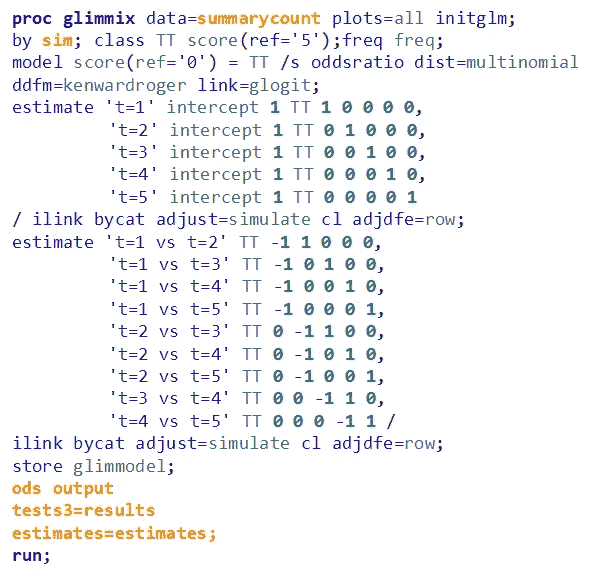 proc glimmix data=summarycount plots=all initglm;
by sim; class TT score(ref='5');freq freq;
model score(ref='0') = TT /s oddsratio dist=multinomial
ddfm=kenwardroger link=glogit;
estimate 't=1' intercept 1 TT 1 0 0 0 0,
't=2' intercept 1 TT 0 1 0 0 0,
't=3' intercept 1 TT 0 0 1 0 0,
't=4' intercept 1 TT 0 0 0 1 0,
't=5' intercept 1 TT 0 0 0 0 1
/ ilink bycat adjust=simulate cl adjdfe=row;
estimate 't=1 vs t=2' TT -1 1 0 0 0,
't=1 vs t=3' TT -1 0 1 0 0,
't=1 vs t=4' TT -1 0 0 1 0,
't=1 vs t=5' TT -1 0 0 0 1,
't=2 vs t=3' TT 0 -1 1 0 0,
't=2 vs t=4' TT 0 -1 0 1 0,
't=2 vs t=5' TT 0 -1 0 0 1,
't=3 vs t=4' TT 0 0 -1 1 0,
't=4 vs t=5' TT 0 0 0 -1 1 /
ilink bycat adjust=simulate cl adjdfe=row;
store glimmodel;
ods output
tests3=results
estimates=estimates;
run;